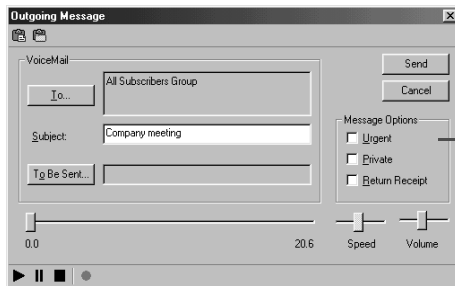 Outgoing Message
VoiceMail
To...
All Subscribers Group
Subject:
Company meeting
To Be Sent...
Send
Cancel
Message Options
Urgent
Private
Return Receipt
0.0
20.6
Speed
Volume